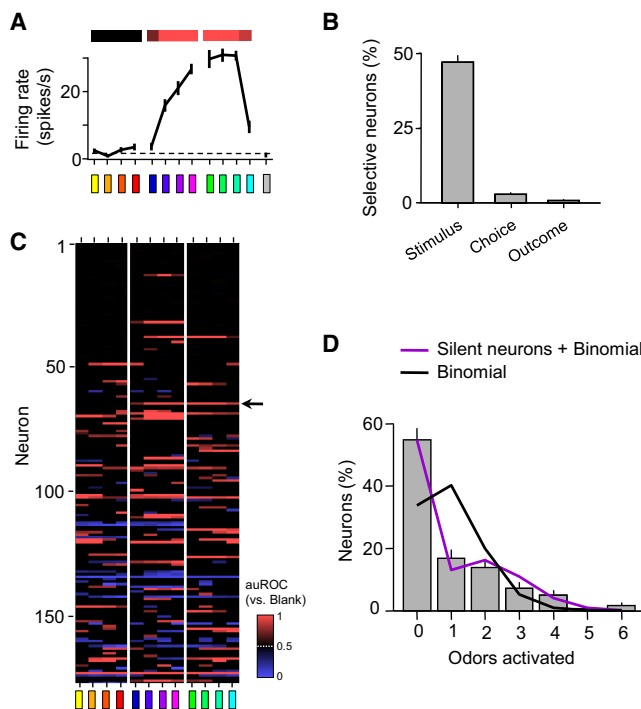 A
Firing rate
(spikes/s)
20
0
B
Selective neurons (%)
50
25
0
Stimulus
Choice
Outcome
C
Neuron
1
50
100
150
auROC
(vs. Blank)
1
0.5
0
D
Silent neurons + Binomial
Binomial
Neurons (%)
60
40
20
0
0 1 2 3 4 5 6
Odors activated